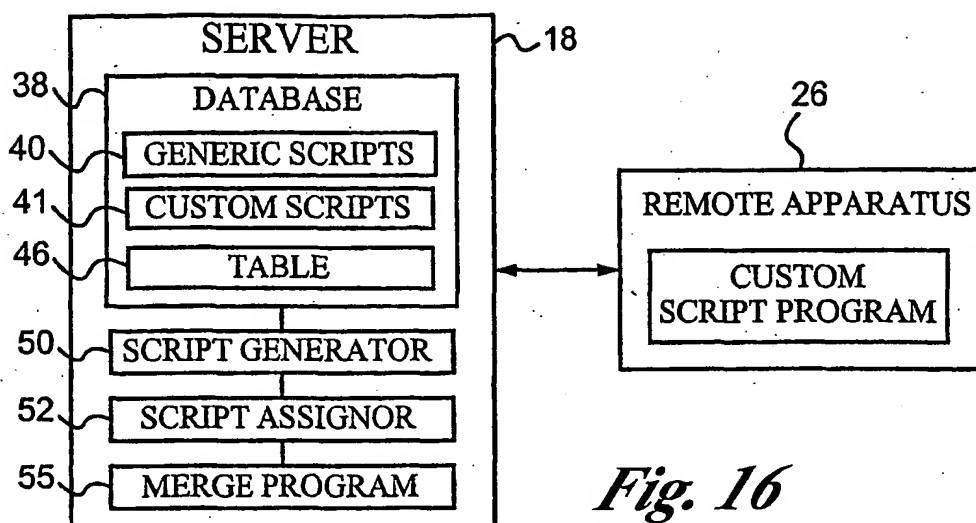 SERVER
18
38
DATABASE
40
GENERIC SCRIPTS
41
CUSTOM SCRIPTS
46
TABLE
50
SCRIPT GENERATOR
52
SCRIPT ASSIGNOR
55
MERGE PROGRAM
26
REMOTE APPARATUS
CUSTOM
SCRIPT PROGRAM
Fig. 16